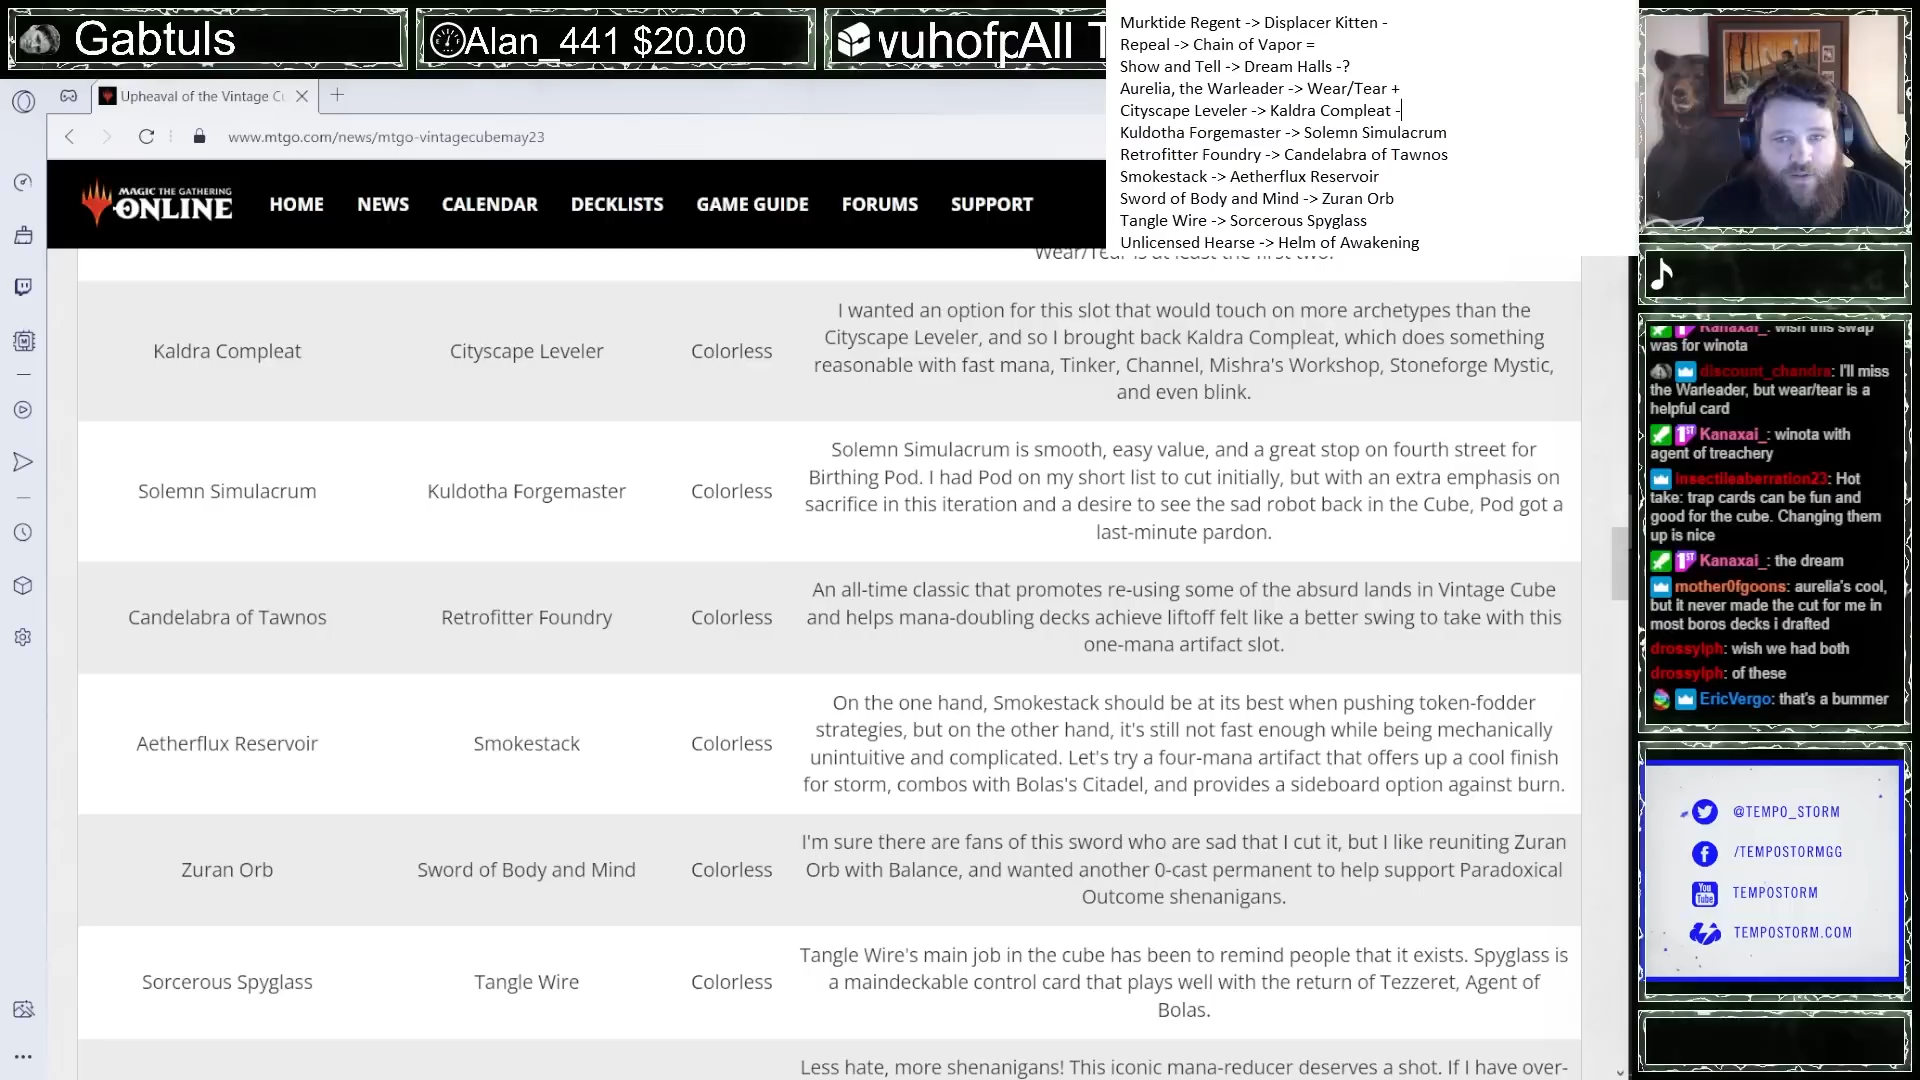 Gabtuls
Alan_441 $20.00
vuhofpAll T
Murktide Regent -> Displacer Kitten -
Repeal -> Chain of Vapor =
Show and Tell -> Dream Halls -?
Aurelia, the Warleader -> Wear/Tear +
Cityscape Leveler -> Kaldra Compleat -
Kuldotha Forgemaster -> Solemn Simulacrum
Retrofitter Foundry -> Candelabra of Tawnos
Smokestack -> Aetherflux Reservoir
Sword of Body and Mind -> Zuran Orb
Tangle Wire -> Sorcerous Spyglass
Unlicensed Hearse -> Helm of Awakening
Upheaval of the Vintage Cu
www.mtgo.com/news/mtgo-vintagecubemay23
MAGIC THE GATHERING
ONLINE
HOME NEWS CALENDAR DECKLISTS GAME GUIDE FORUMS SUPPORT
Wear/Tear is at least the first two.
Kaldra Compleat
Cityscape Leveler
Colorless
I wanted an option for this slot that would touch on more archetypes than the
Cityscape Leveler, and so I brought back Kaldra Compleat, which does something
reasonable with fast mana, Tinker, Channel, Mishra's Workshop, Stoneforge Mystic,
and even blink.
Solemn Simulacrum
Kuldotha Forgemaster
Colorless
Solemn Simulacrum is smooth, easy value, and a great stop on fourth street for
Birthing Pod. I had Pod on my short list to cut initially, but with an extra emphasis on
sacrifice in this iteration and a desire to see the sad robot back in the Cube, Pod got a
last-minute pardon.
Candelabra of Tawnos
Retrofitter Foundry
Colorless
An all-time classic that promotes re-using some of the absurd lands in Vintage Cube
and helps mana-doubling decks achieve liftoff felt like a better swing to take with this
one-mana artifact slot.
Aetherflux Reservoir
Smokestack
Colorless
On the one hand, Smokestack should be at its best when pushing token-fodder
strategies, but on the other hand, it's still not fast enough while being mechanically
unintuitive and complicated. Let's try a four-mana artifact that offers up a cool finish
for storm, combos with Bolas's Citadel, and provides a sideboard option against burn.
Zuran Orb
Sword of Body and Mind
Colorless
I'm sure there are fans of this sword who are sad that I cut it, but I like reuniting Zuran
Orb with Balance, and wanted another 0-cast permanent to help support Paradoxical
Outcome shenanigans.
Sorcerous Spyglass
Tangle Wire
Colorless
Tangle Wire's main job in the cube has been to remind people that it exists. Spyglass is
a maindeckable control card that plays well with the return of Tezzeret, Agent of
Bolas.
Less hate, more shenanigans! This iconic mana-reducer deserves a shot. If I have over-
Kanaxai_: wish this swap
was for winota
discount_chandra: I'll miss
the Warleader, but wear/tear is a
helpful card
Kanaxai_: winota with
agent of treachery
insectileaberration23: Hot
take: trap cards can be fun and
good for the cube. Changing them
up is nice
Kanaxai_: the dream
mother0fgoons: aurelia's cool,
but it never made the cut for me in
most boros decks i drafted
drossylph: wish we had both
drossylph: of these
EricVergo: that's a bummer
@TEMPO_STORM
/TEMPOSTORMGG
You
Tube
TEMPOSTORM
TEMPOSTORM.COM